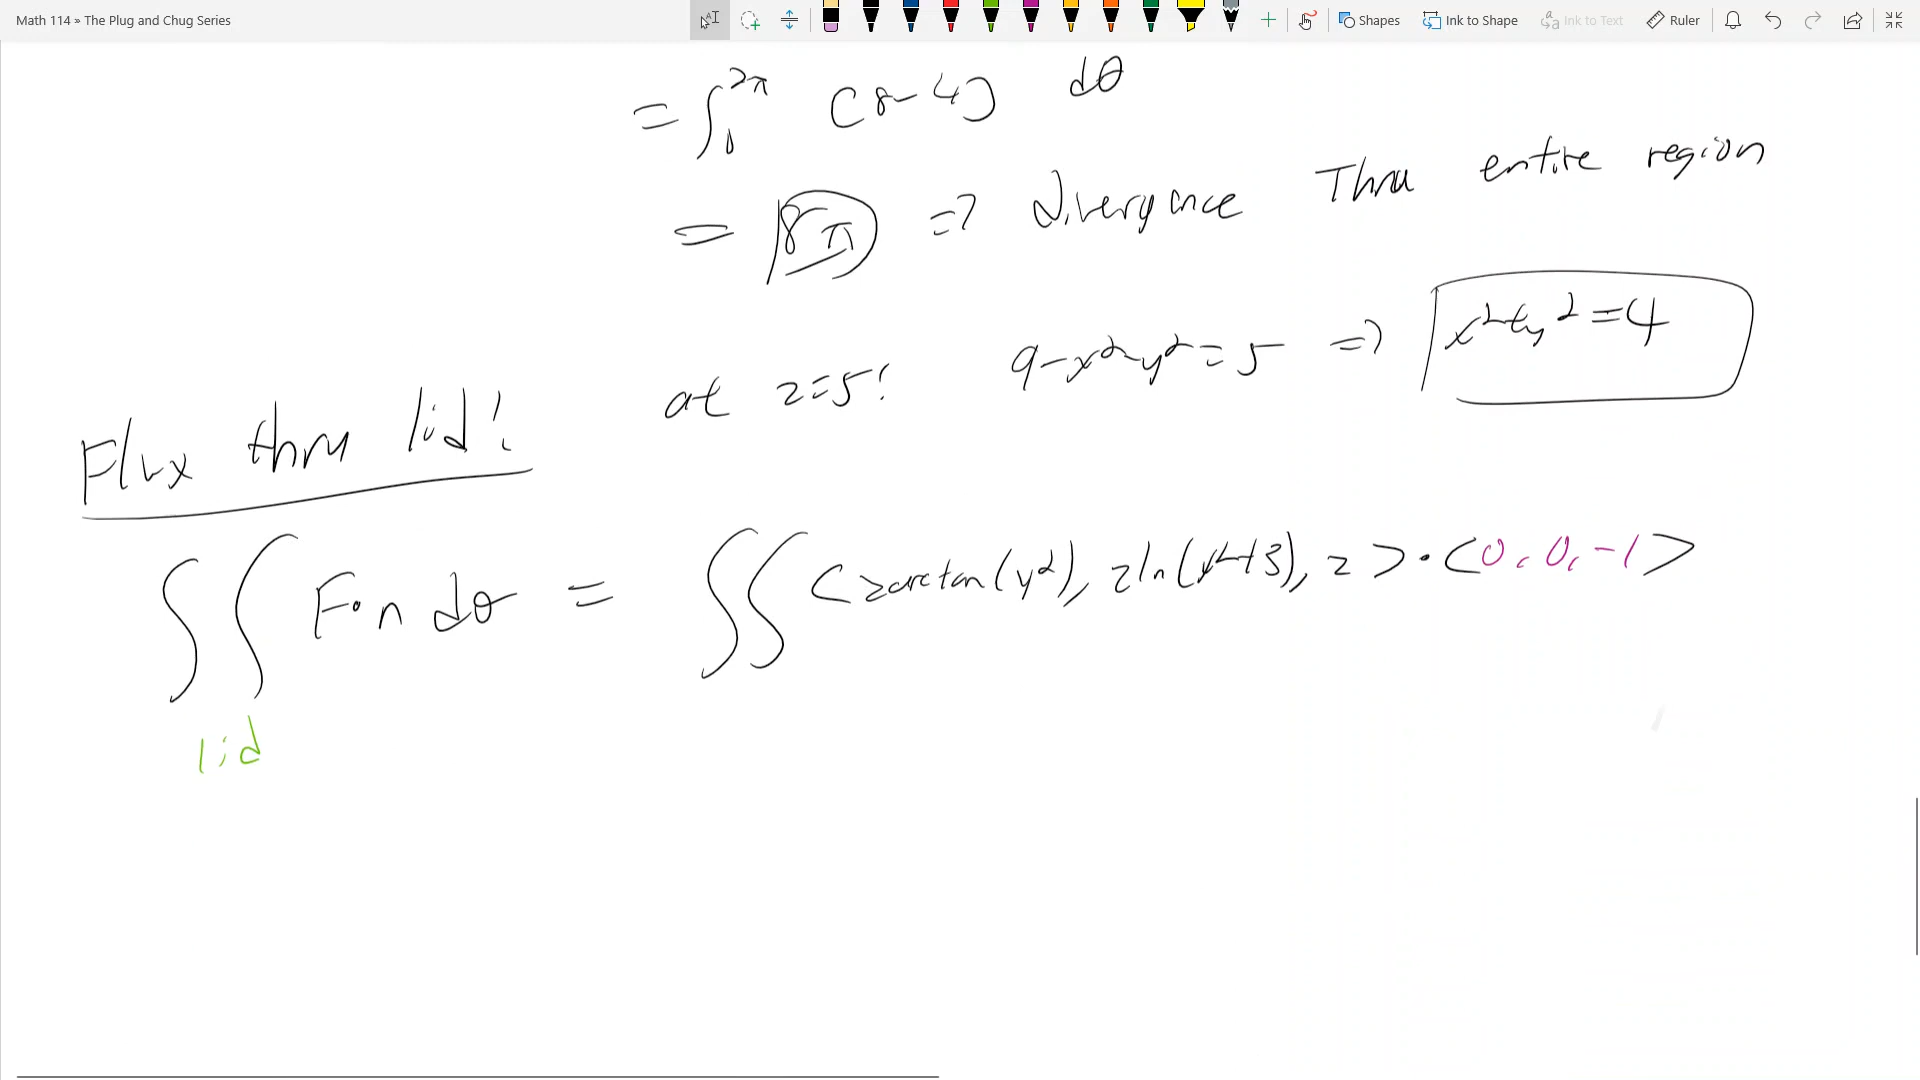 Math 114 » The Plug and Chug Series
Shapes Ink to Shape Ink to Text Ruler
= ∫₀^{2π} (8-4) dθ
= 8π => Divergence Thru entire region
at z=5: 9-x²-y²=5 => x²+y²=4
Flux thru lid:
∬ F·n dσ = ∬ <zarctan(y²), zln(x²+3), z> · <0, 0, -1>
lid